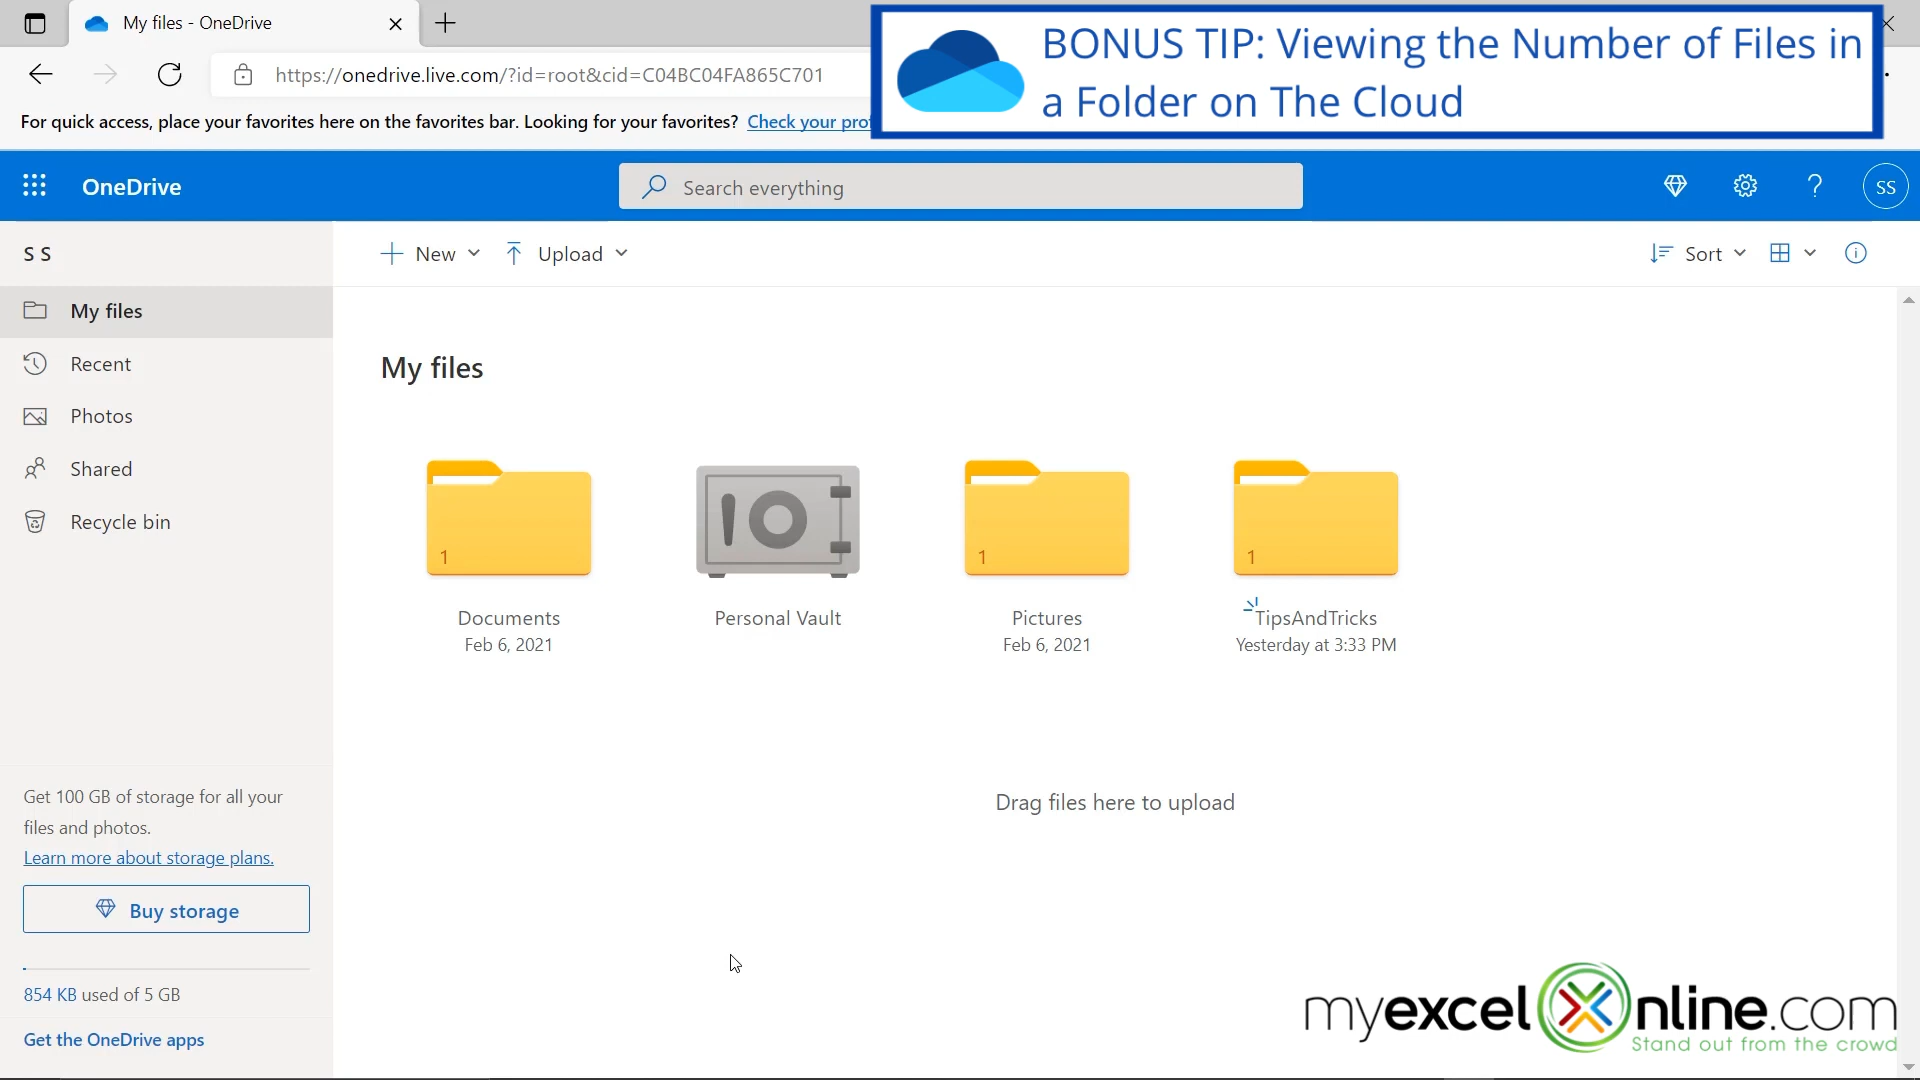 My files - OneDrive
BONUS TIP: Viewing the Number of Files in
a Folder on The Cloud
https://onedrive.live.com/?id=root&cid=C04BC04FA865C701
For quick access, place your favorites here on the favorites bar. Looking for your favorites? Check your prof
OneDrive
Search everything
?
SS
S S
New
Upload
Sort
My files
Recent
Photos
Shared
Recycle bin
My files
1
1
1
Documents
Personal Vault
Pictures
TipsAndTricks
Feb 6, 2021
Feb 6, 2021
Yesterday at 3:33 PM
Drag files here to upload
Get 100 GB of storage for all your
files and photos.
Learn more about storage plans.
Buy storage
854 KB used of 5 GB
Get the OneDrive apps
myexcelOnline.com
Stand out from the crowd